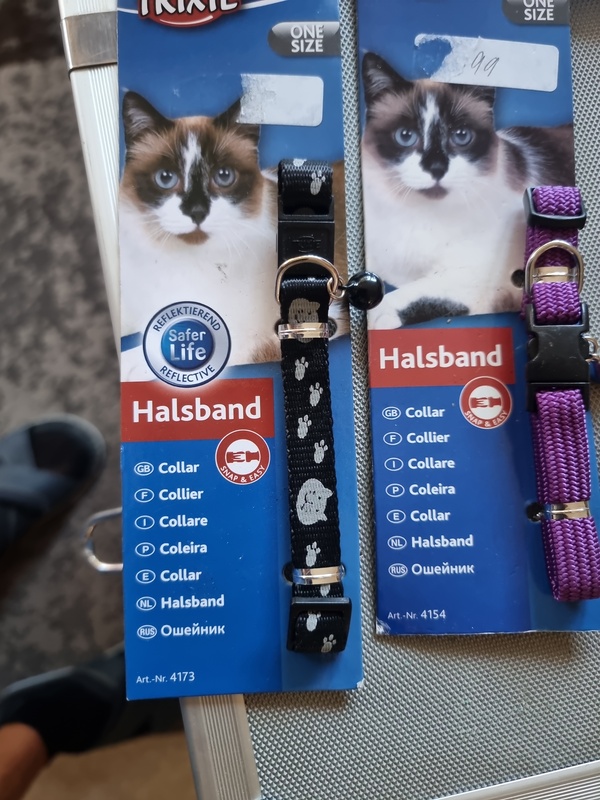 TRIXIE
ONE
SIZE
REFLEKTIEREND
Safer
Life
REFLECTIVE
Halsband
SNAP & EASY
GB Collar
F Collier
I Collare
P Coleira
E Collar
NL Halsband
RUS Ошейник
Art.-Nr. 4173
ONE
SIZE
.99
Halsband
SNAP & EASY
GB Collar
F Collier
I Collare
P Coleira
E Collar
NL Halsband
RUS Ошейник
Art.-Nr. 4154